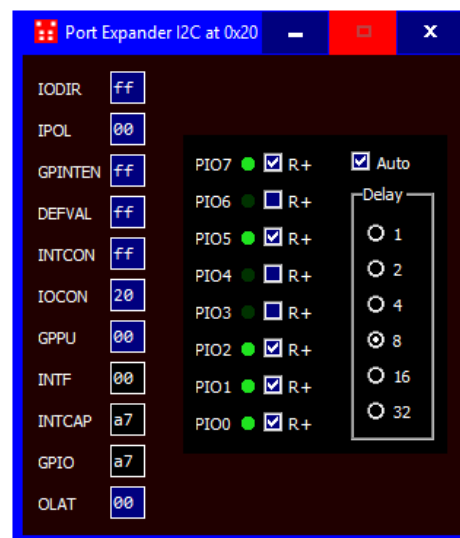 Port Expander I2C at 0x20
IODIR ff
IPOL 00
GPINTEN ff
DEFVAL ff
INTCON ff
IOCON 20
GPPU 00
INTF 00
INTCAP a7
GPIO a7
OLAT 00
PIO7 R+
PIO6 R+
PIO5 R+
PIO4 R+
PIO3 R+
PIO2 R+
PIO1 R+
PIO0 R+
Auto
Delay
1
2
4
8
16
32